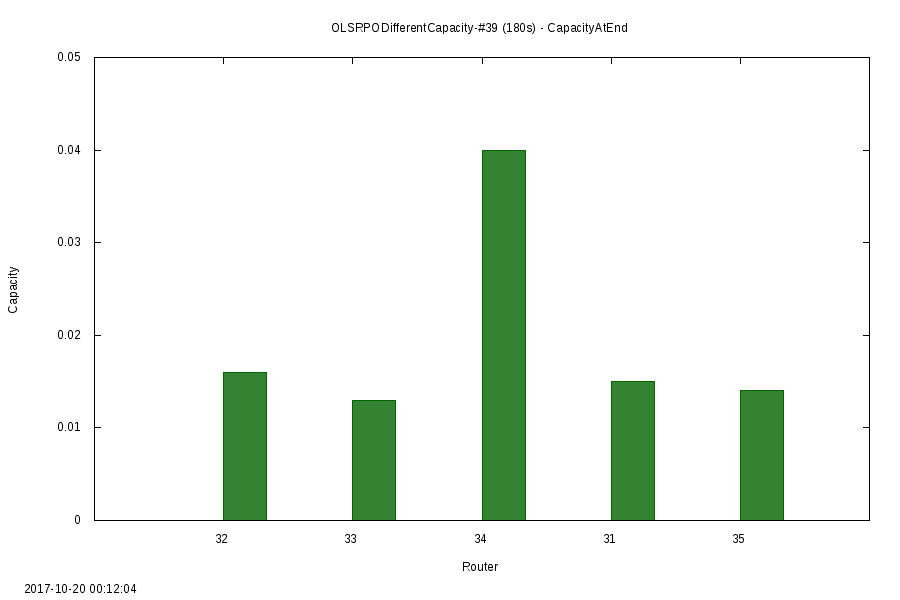 OLSRPODifferentCapacity-#39 (180s) - CapacityAtEnd
0.05
0.04
0.03
0.02
0.01
0
Capacity
32 33 34 31 35
Router
2017-10-20 00:12:04